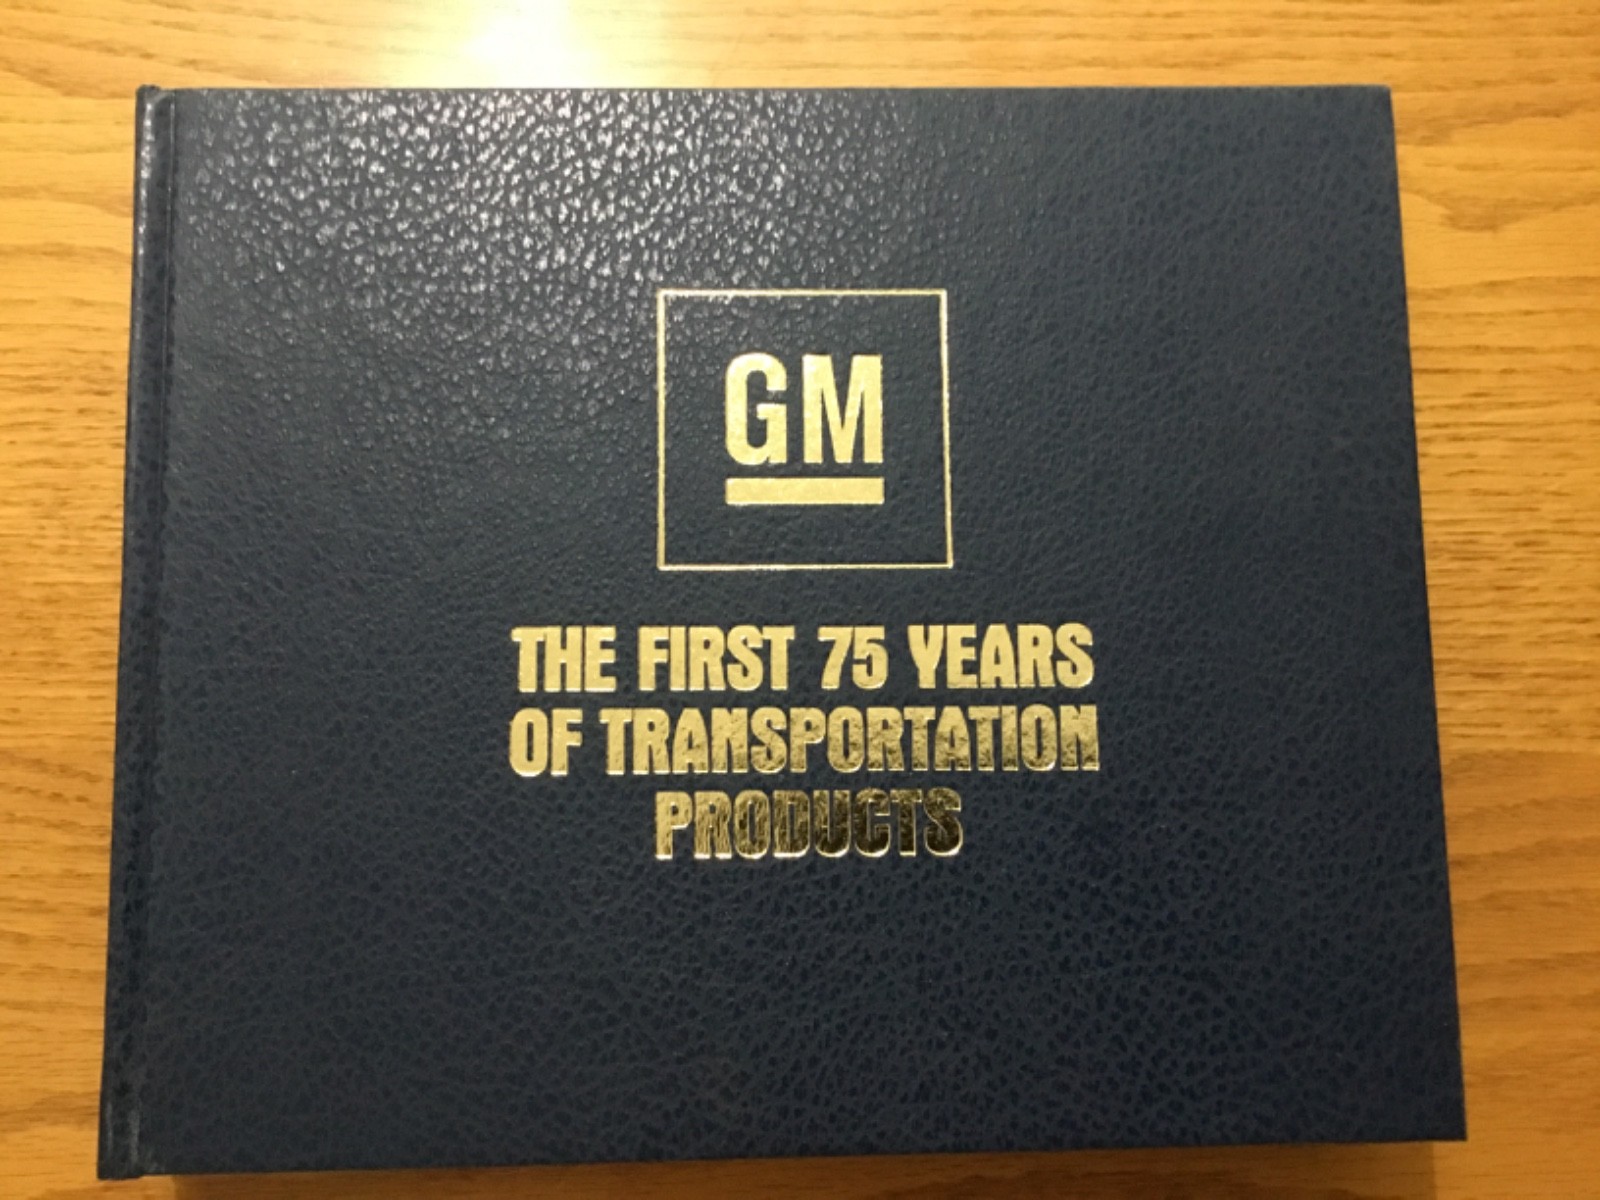 GM
THE FIRST 75 YEARS
OF TRANSPORTATION
PRODUCTS